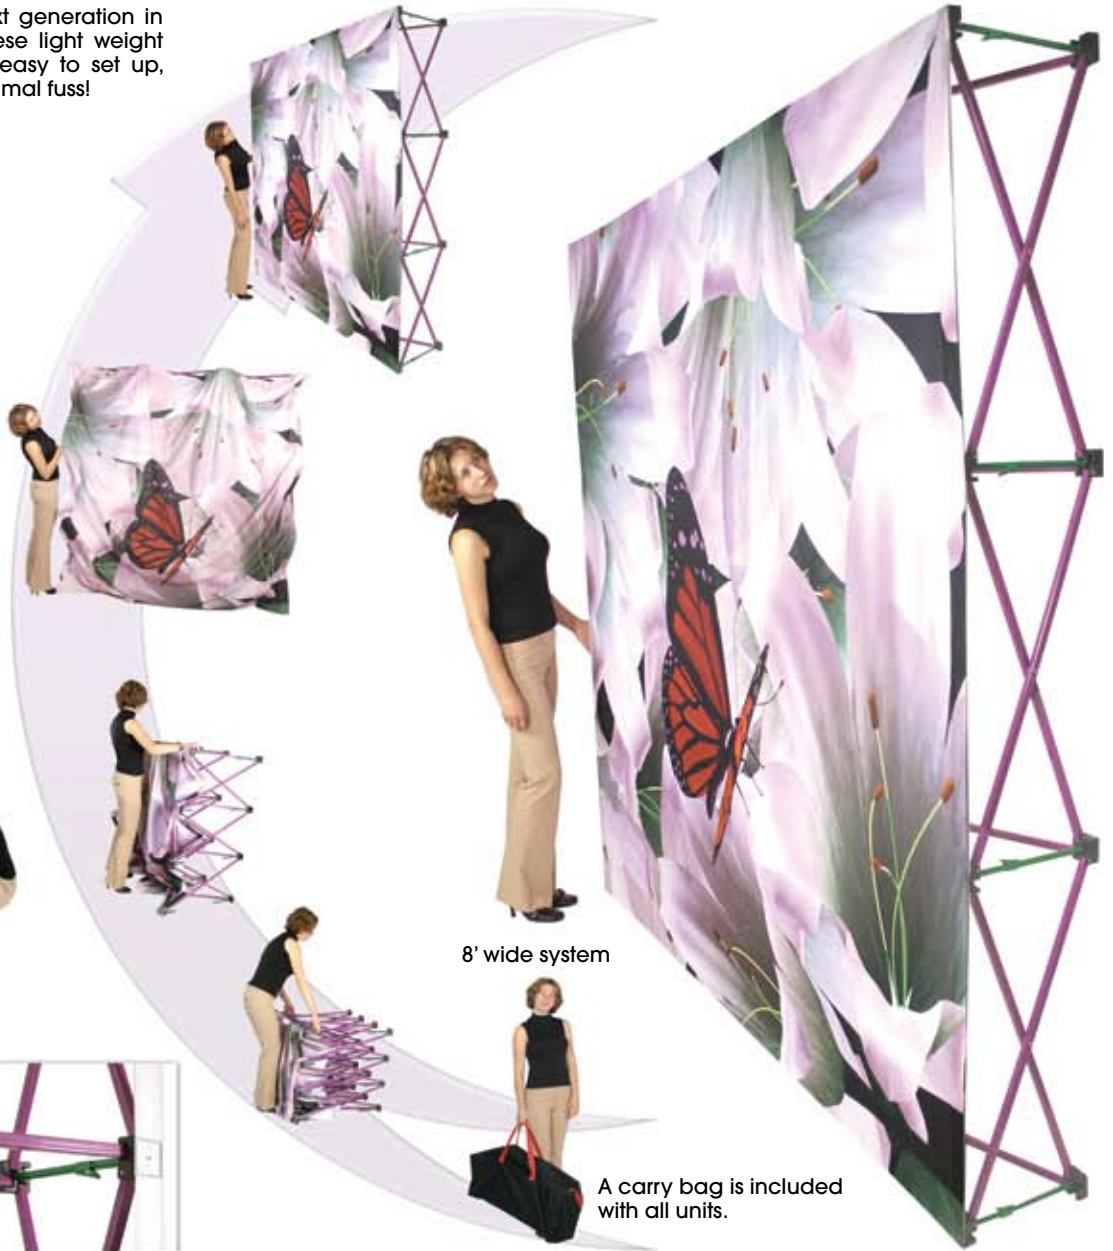 xt generation in
ese light weight
easy to set up,
mal fuss!
8' wide system
A carry bag is included
with all units.